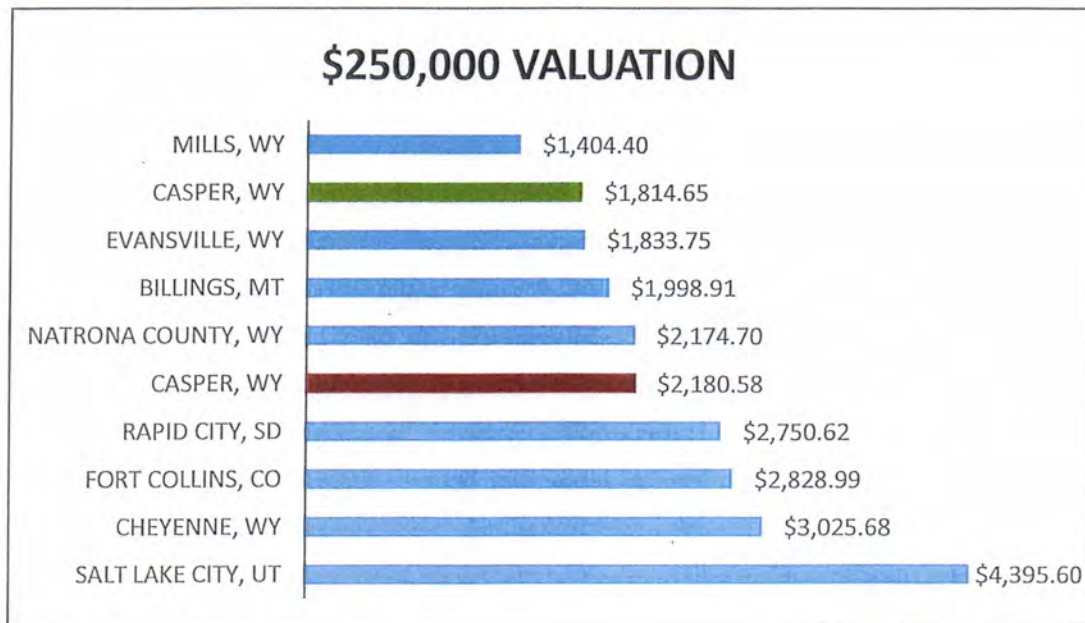 $250,000 VALUATION
MILLS, WY $1,404.40
CASPER, WY $1,814.65
EVANSVILLE, WY $1,833.75
BILLINGS, MT $1,998.91
NATRONA COUNTY, WY $2,174.70
CASPER, WY $2,180.58
RAPID CITY, SD $2,750.62
FORT COLLINS, CO $2,828.99
CHEYENNE, WY $3,025.68
SALT LAKE CITY, UT $4,395.60